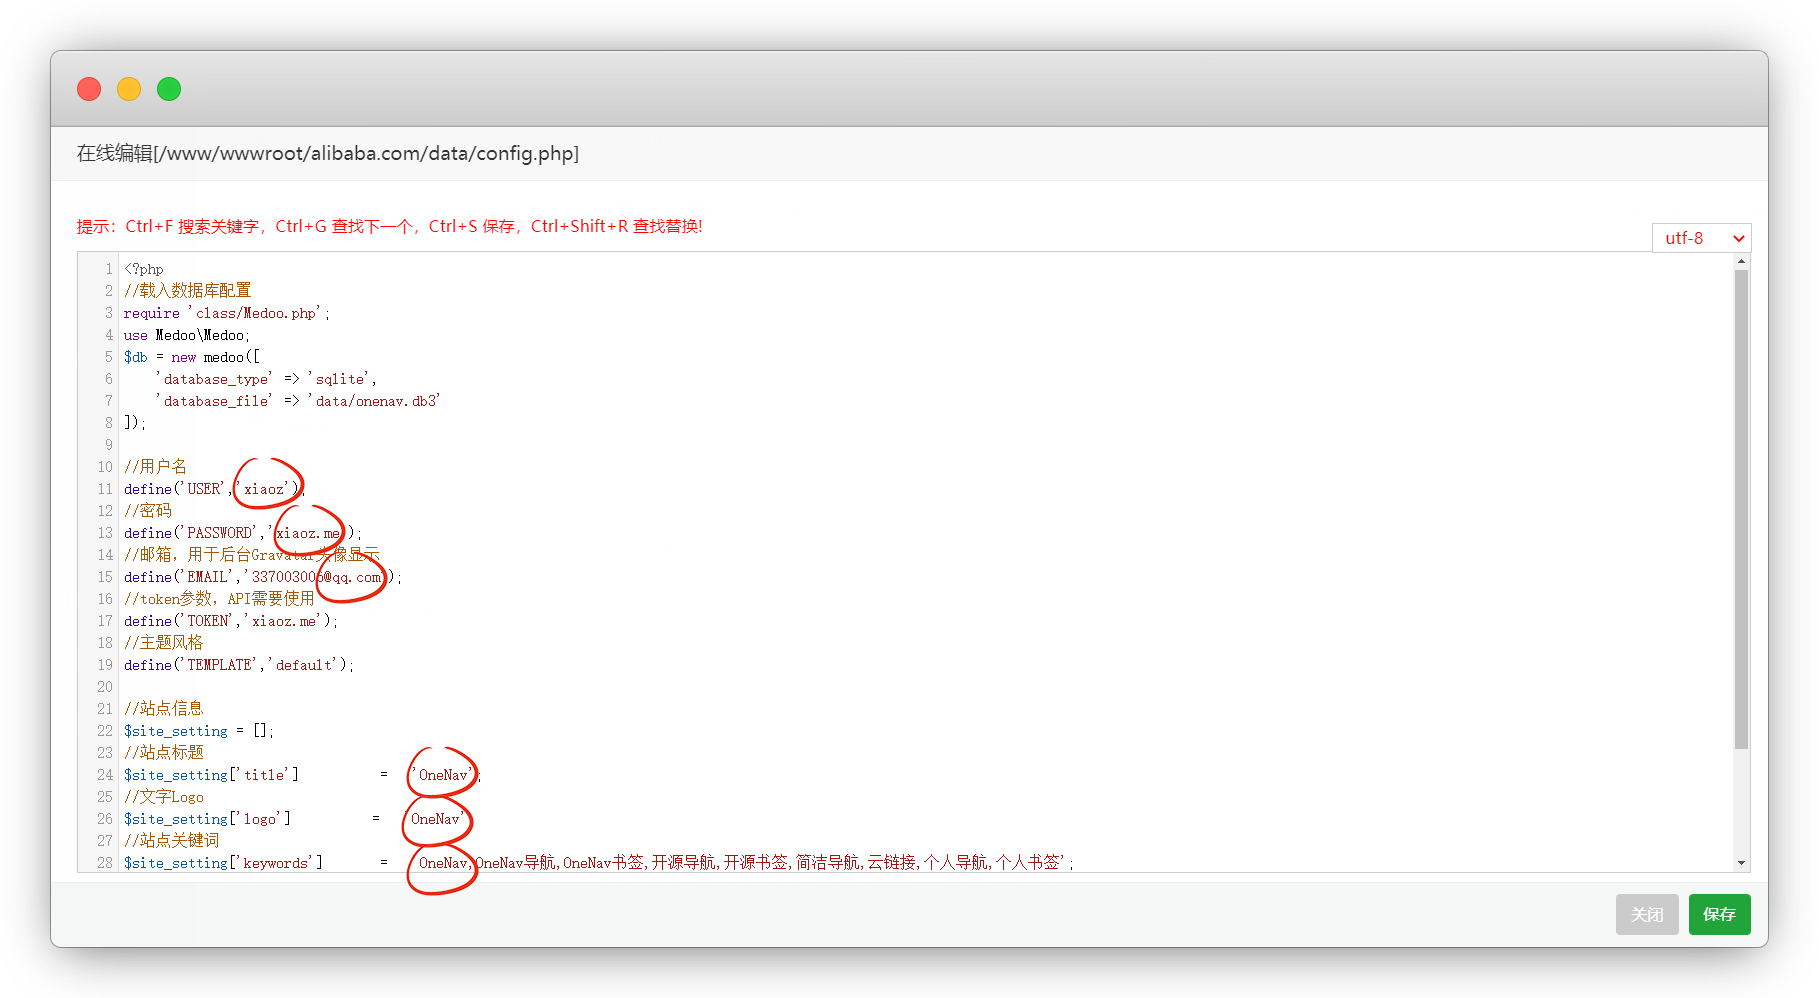 在线编辑[/www/wwwroot/alibaba.com/data/config.php]
提示：Ctrl+F 搜索关键字，Ctrl+G 查找下一个，Ctrl+S 保存，Ctrl+Shift+R 查找替换!
utf-8
1 <?php
2 //载入数据库配置
3 require 'class/Medoo.php';
4 use Medoo\Medoo;
5 $db = new medoo([
6     'database_type' => 'sqlite',
7     'database_file' => 'data/onenav.db3'
8 ]);
9
10 //用户名
11 define('USER','xiaoz');
12 //密码
13 define('PASSWORD','xiaoz.me');
14 //邮箱，用于后台Gravatar头像显示
15 define('EMAIL','337003006@qq.com');
16 //token参数，API需要使用
17 define('TOKEN','xiaoz.me');
18 //主题风格
19 define('TEMPLATE','default');
20
21 //站点信息
22 $site_setting = [];
23 //站点标题
24 $site_setting['title']          =   'OneNav';
25 //文字Logo
26 $site_setting['logo']          =   'OneNav'
27 //站点关键词
28 $site_setting['keywords']       =   'OneNav,OneNav导航,OneNav书签,开源导航,开源书签,简洁导航,云链接,个人导航,个人书签';
关闭 保存